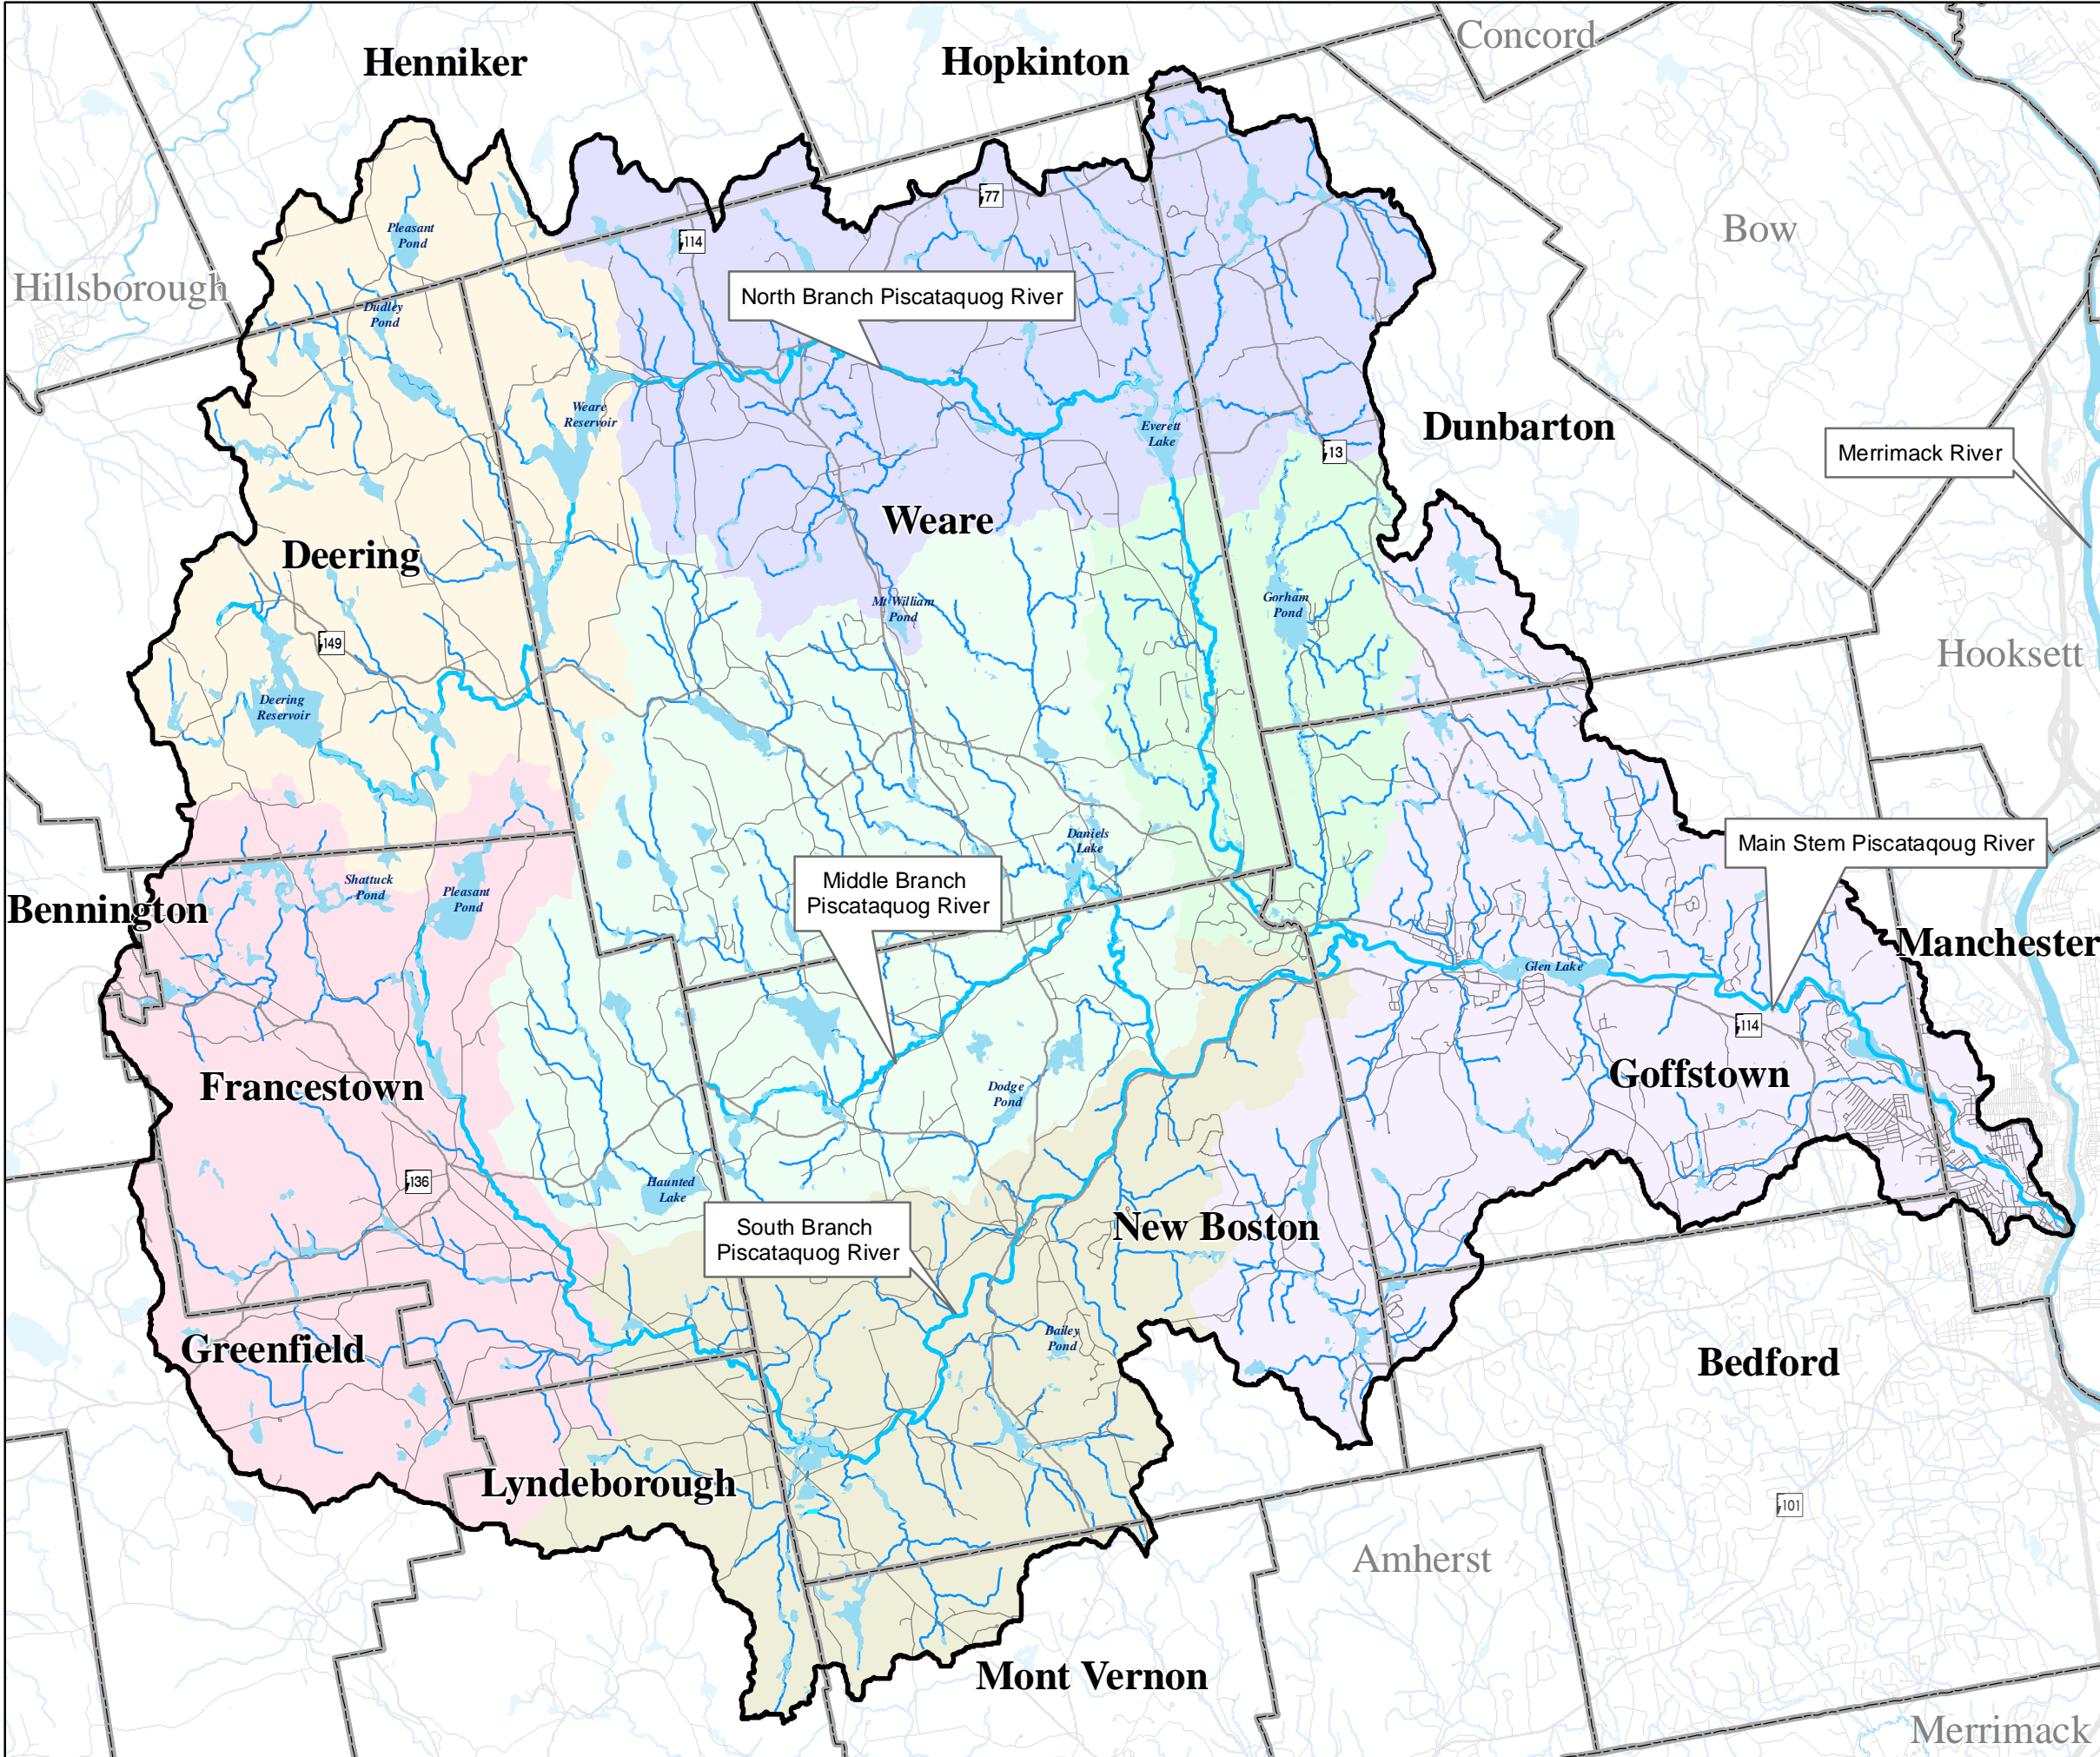 Concord
Henniker
Hopkinton
77
Pleasant
Pond
Bow
114
Hillsborough
North Branch Piscataquog River
Dudley
Pond
Weare
Reservoir
Everett
Lake
Dunbarton
13
Merrimack River
Weare
Deering
Mt William
Pond
Gorham
Pond
149
Hooksett
Deering
Reservoir
Daniels
Lake
Main Stem Piscataqoug River
Shattuck
Pond
Pleasant
Pond
Middle Branch
Piscataquog River
Bennington
Manchester
Glen Lake
114
Francestown
Dodge
Pond
Goffstown
136
Haunted
Lake
South Branch
Piscataquog River
New Boston
Greenfield
Bailey
Pond
Bedford
Lyndeborough
101
Amherst
Mont Vernon
Merrimack